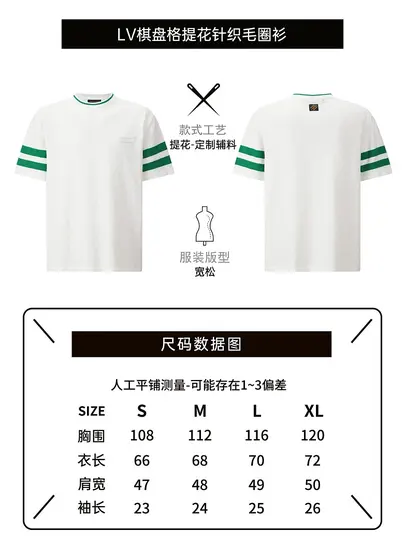 LV棋盘格提花针织毛圈衫
款式工艺
提花-定制辅料
服装版型
宽松
尺码数据图
人工平铺测量-可能存在1~3偏差
SIZE S M L XL
胸围 108 112 116 120
衣长 66 68 70 72
肩宽 47 48 49 50
袖长 23 24 25 26